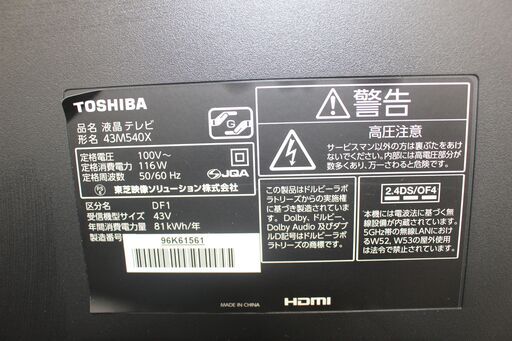 TOSHIBA
品名 液晶テレビ
形名 43M540X
定格電圧 100V~
定格消費電力 116W
定格周波数 50/60 Hz
JQA
東芝映像ソリューション株式会社
区分名 DF1
受信機型サイズ 43V
年間消費電力量 81kWh/年
製造番号
96K61561
警告
高圧注意
サービスマン以外の方は裏ぶたをあけ
ないでください。内部には高電圧部分が
数多くあり、万一さわると危険です。
この製品はドルビーラボ
ラトリーズからの実施権に
基づき製造されていま
す。Dolby、ドルビー、
Dolby Audio及びダブ
ルD記号はドルビーラボ
ラトリーズの商標です。
2.4DS/OF4
本機には電波法に基づく無
線設備が内蔵されています。
5GHz帯の無線LANにおけ
るW52、W53の屋外使用
は法令で禁止されています。
MADE IN CHINA
HDMI